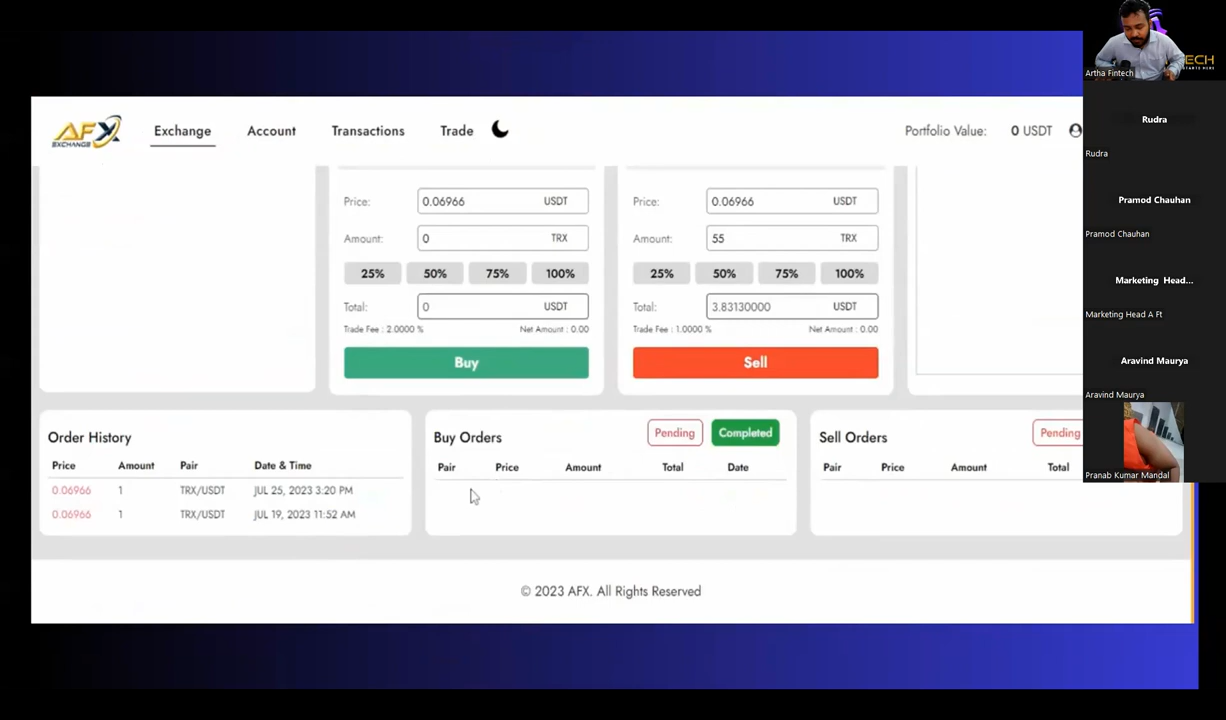 AFX
EXCHANGE
Exchange Account Transactions Trade
Portfolio Value: 0 USDT
Price: 0.06966 USDT
Amount: 0 TRX
25% 50% 75% 100%
Total: 0 USDT
Trade Fee : 2.0000 % Net Amount : 0.00
Buy
Price: 0.06966 USDT
Amount: 55 TRX
25% 50% 75% 100%
Total: 3.83130000 USDT
Trade Fee : 1.0000 % Net Amount : 0.00
Sell
Order History
Price Amount Pair Date & Time
0.06966 1 TRX/USDT JUL 25, 2023 3:20 PM
0.06966 1 TRX/USDT JUL 19, 2023 11:52 AM
Buy Orders Pending Completed
Pair Price Amount Total Date
Sell Orders Pending
Pair Price Amount Total
© 2023 AFX. All Rights Reserved
ECH
STARTS HERE
Artha Fintech
Rudra
Rudra
Pramod Chauhan
Pramod Chauhan
Marketing Head...
Marketing Head A Ft
Aravind Maurya
Aravind Maurya
Pranab Kumar Mandal